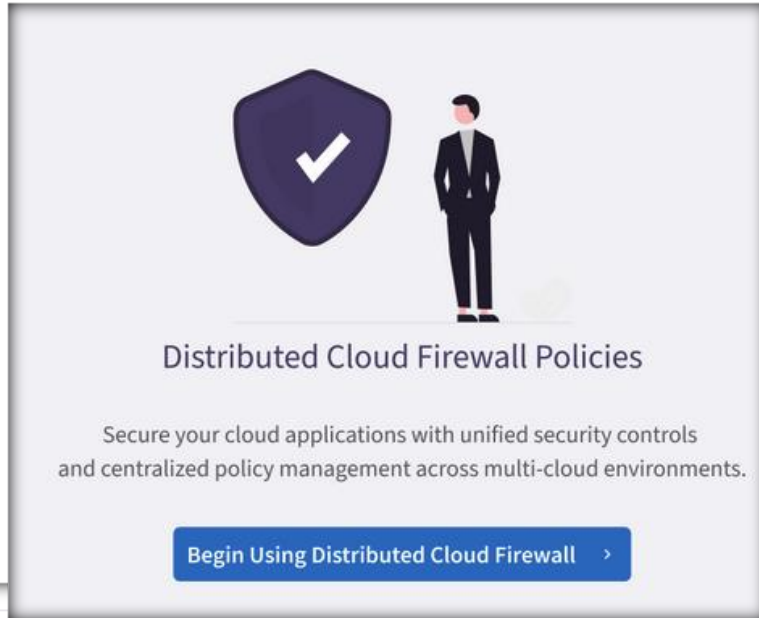 Distributed Cloud Firewall Policies
Secure your cloud applications with unified security controls
and centralized policy management across multi-cloud environments.
Begin Using Distributed Cloud Firewall